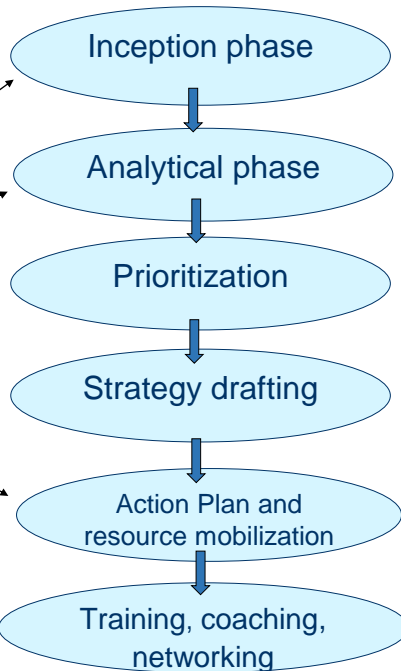 Inception phase
Analytical phase
Prioritization
Strategy drafting
Action Plan and
resource mobilization
Training, coaching,
networking